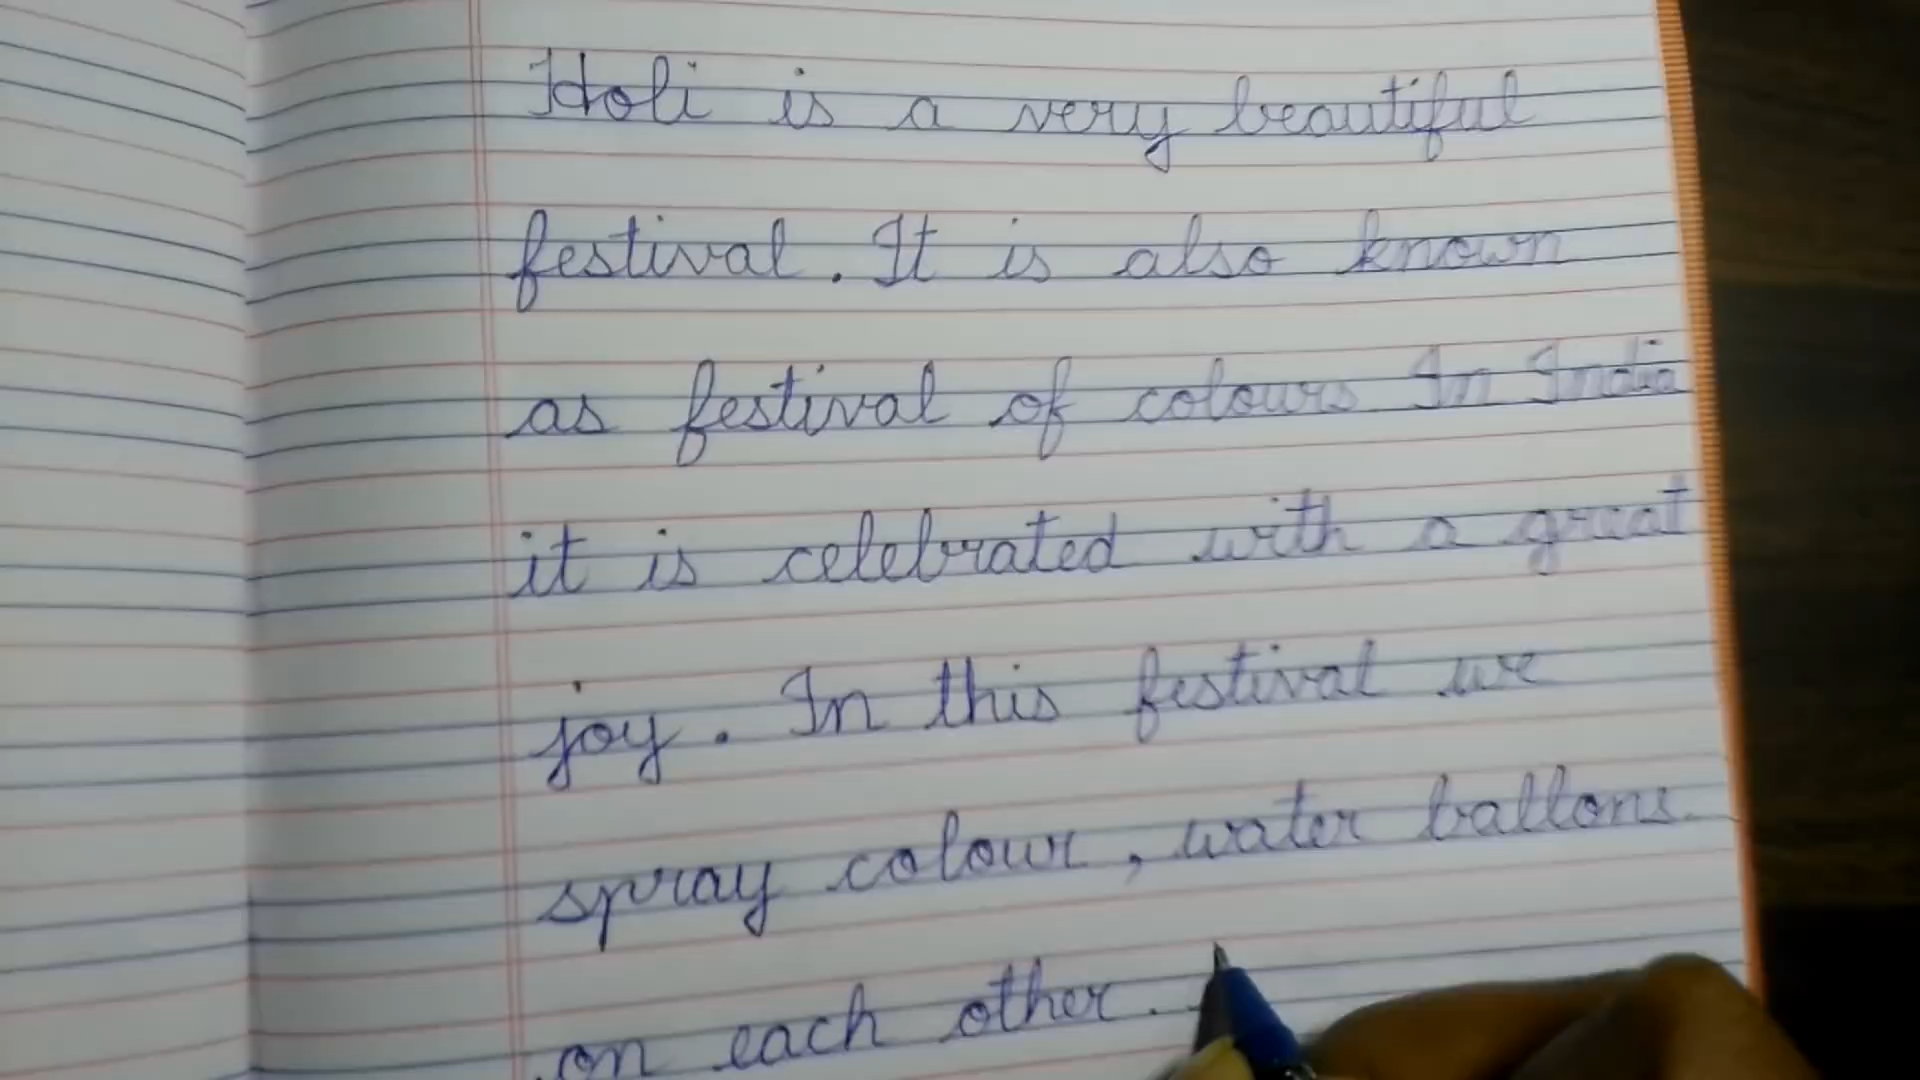 Holi is a very beautiful
festival. It is also known
as festival of colours In India
it is celebrated with a great
joy. In this festival we
spray colour, water ballons
on each other.